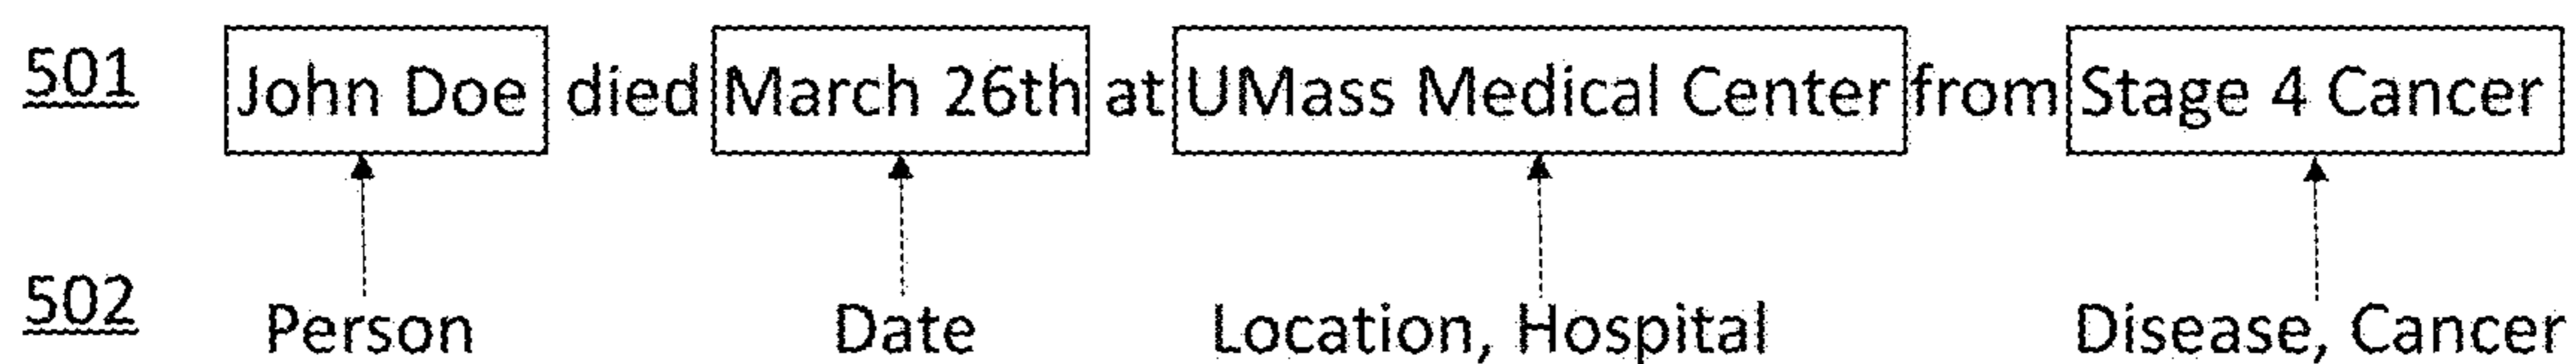 501 John Doe died March 26th at UMass Medical Center from Stage 4 Cancer
502 Person Date Location, Hospital Disease, Cancer